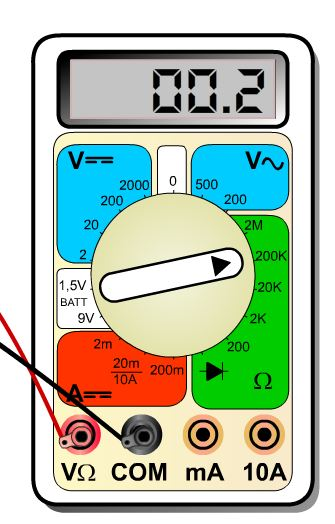 00.2
V
V~
2000 0 500
200 200
20 2M
2 200K
1,5V 20K
BATT
9V 2K
2m 200
20m 200m
10A
A Ω
VΩ COM mA 10A